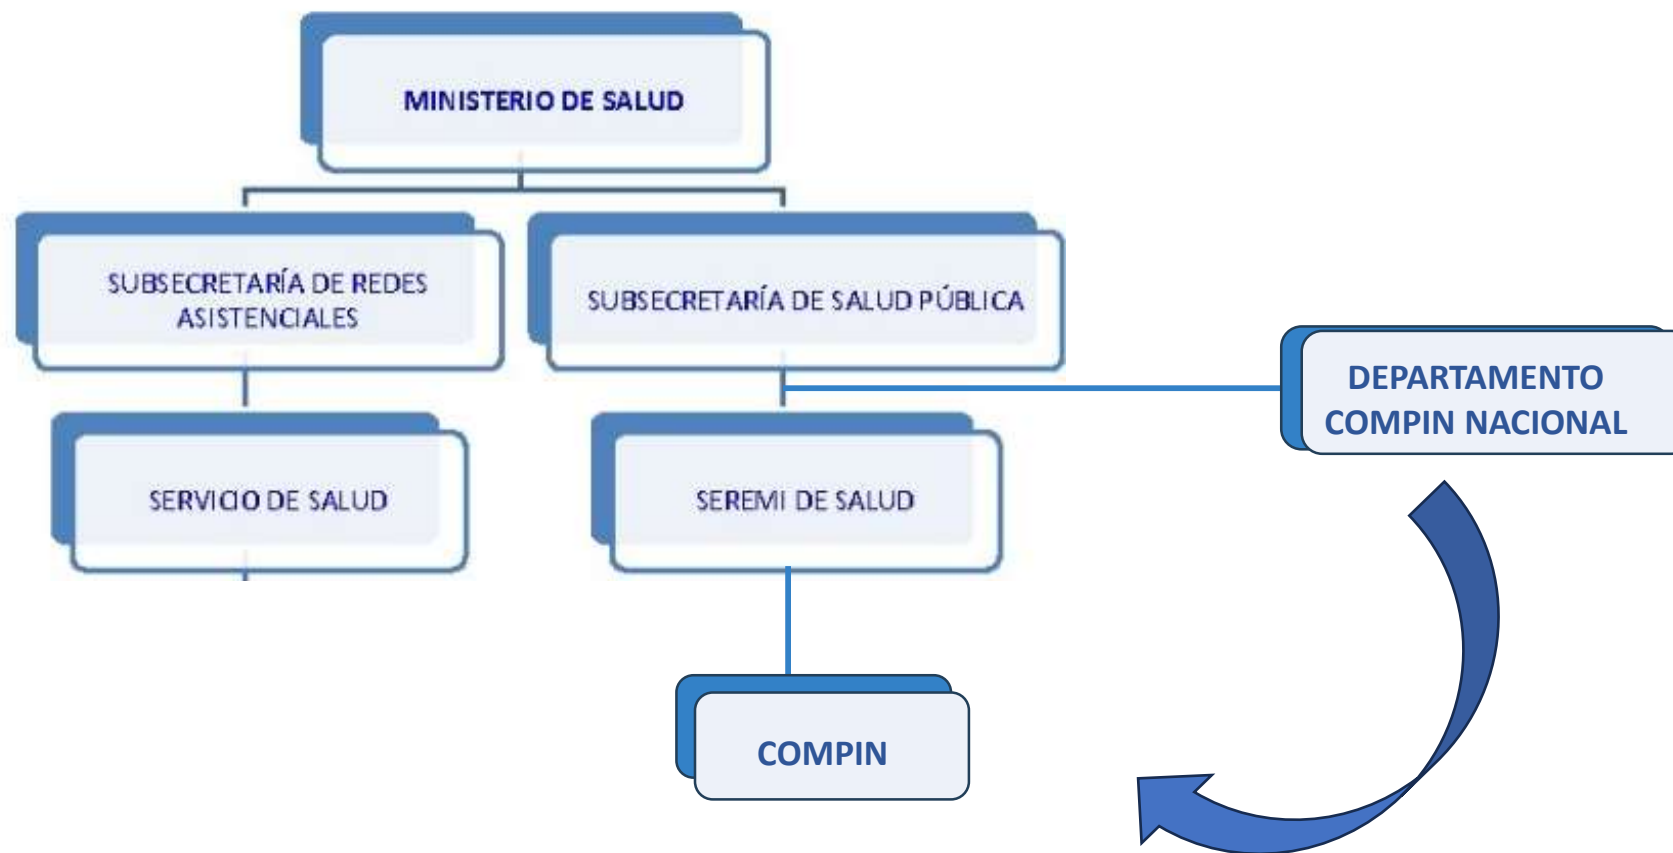 MINISTERIO DE SALUD
SUBSECRETARÍA DE REDES
ASISTENCIALES
SUBSECRETARÍA DE SALUD PÚBLICA
DEPARTAMENTO
COMPIN NACIONAL
SERVICIO DE SALUD
SEREMI DE SALUD
COMPIN